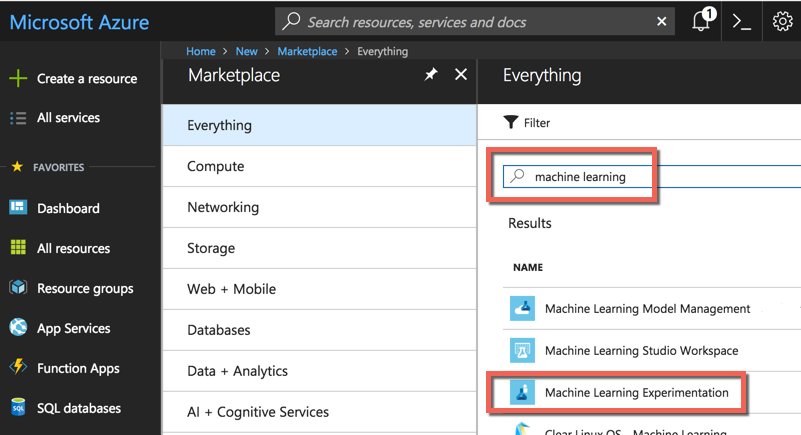 Microsoft Azure
Search resources, services and docs
1
Home > New > Marketplace > Everything
Create a resource
All services
FAVORITES
Dashboard
All resources
Resource groups
App Services
Function Apps
SQL
SQL databases
Marketplace
Everything
Compute
Networking
Storage
Web + Mobile
Databases
Data + Analytics
AI + Cognitive Services
Everything
Filter
machine learning
Results
NAME
Machine Learning Model Management
Machine Learning Studio Workspace
Machine Learning Experimentation
Clear Linux OS - Machine Learning